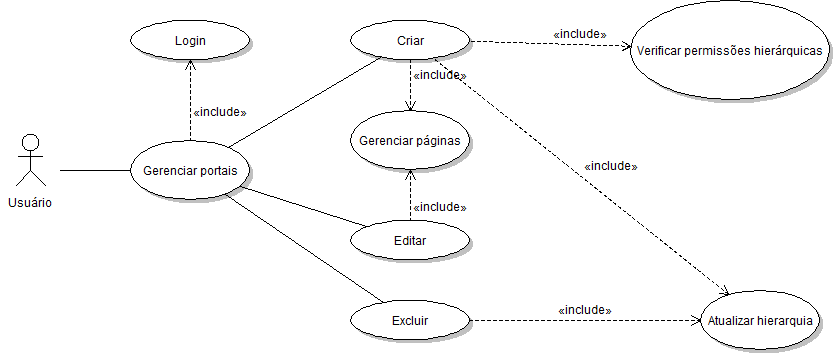 Login
Criar
«include»
Verificar permissões hierárquicas
«include»
«include»
Gerenciar páginas
Gerenciar portais
«include»
Usuário
«include»
Editar
«include»
Excluir
Atualizar hierarquia